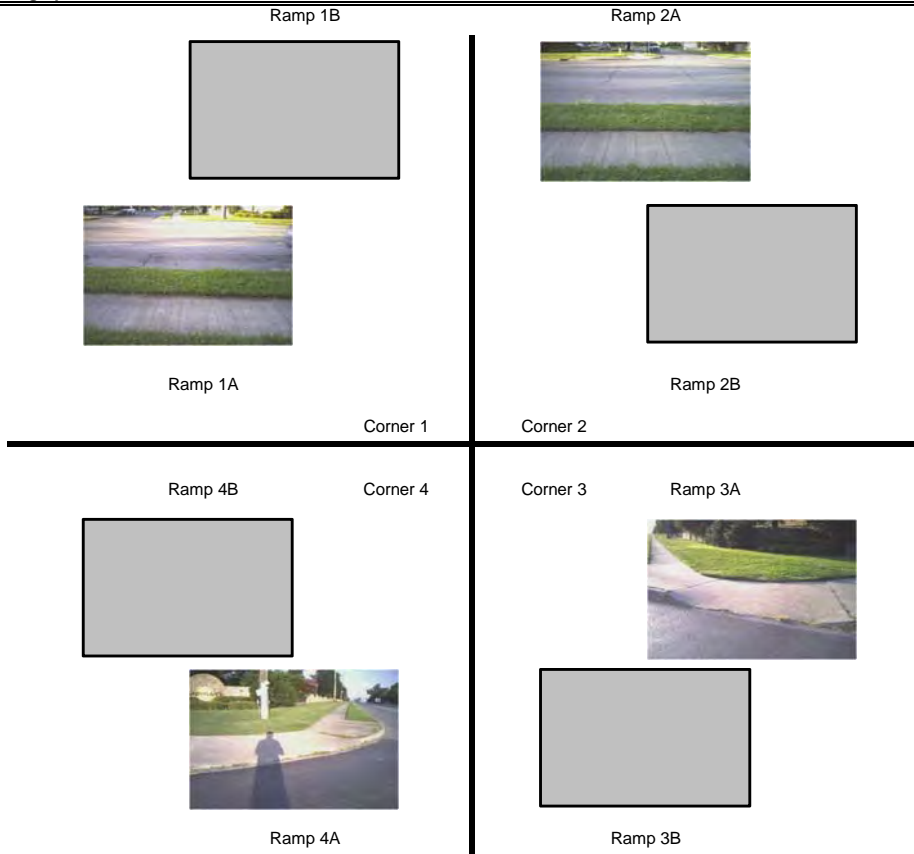 Ramp 1B
Ramp 2A
Ramp 1A
Ramp 2B
Corner 1
Corner 2
Ramp 4B
Corner 4
Corner 3
Ramp 3A
Ramp 4A
Ramp 3B